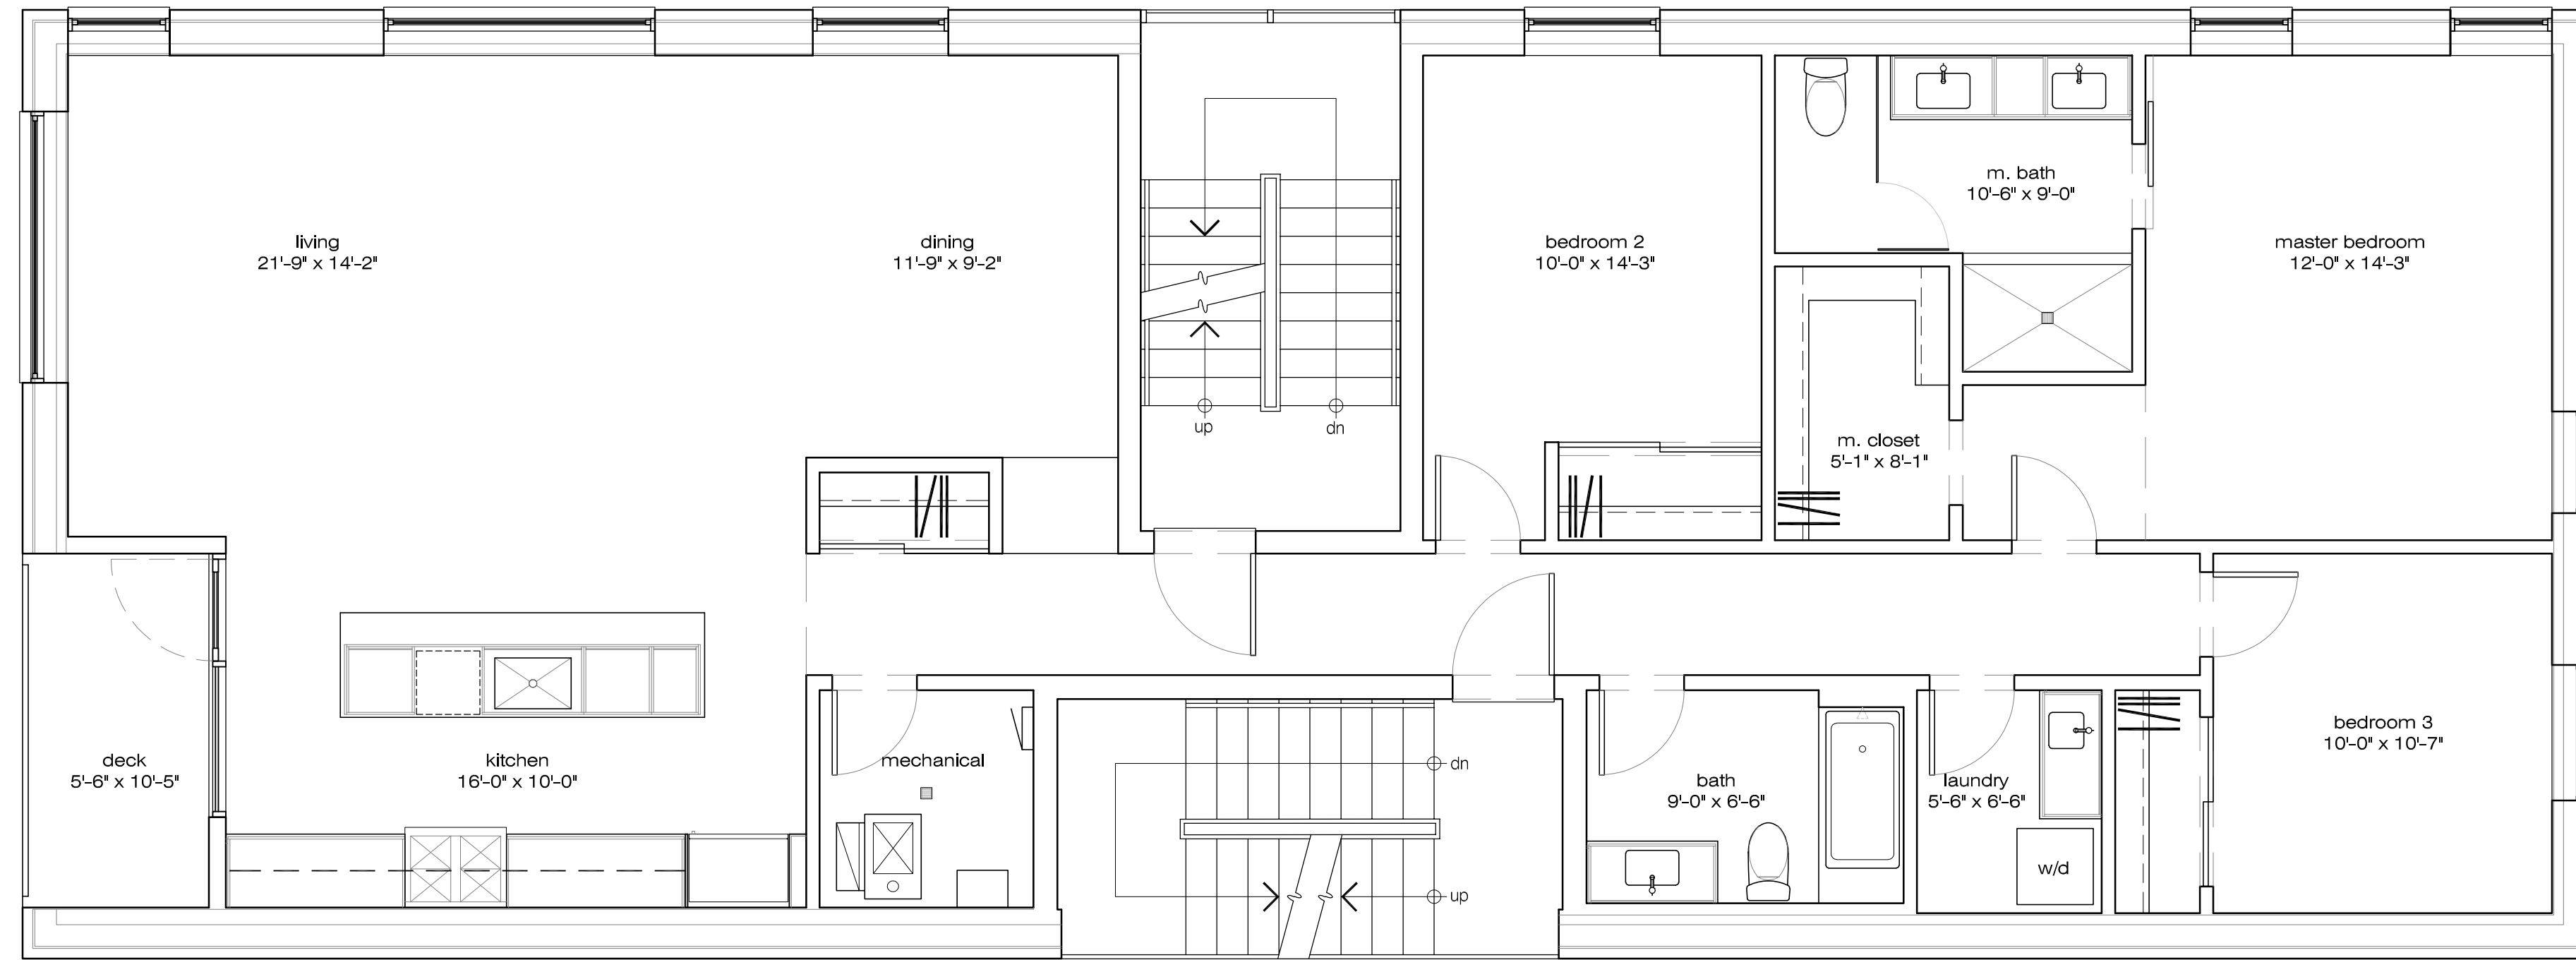 living
21'-9" x 14'-2"
dining
11'-9" x 9'-2"
up
dn
bedroom 2
10'-0" x 14'-3"
m. bath
10'-6" x 9'-0"
master bedroom
12'-0" x 14'-3"
m. closet
5'-1" x 8'-1"
deck
5'-6" x 10'-5"
kitchen
16'-0" x 10'-0"
mechanical
dn
up
bath
9'-0" x 6'-6"
laundry
5'-6" x 6'-6"
w/d
bedroom 3
10'-0" x 10'-7"